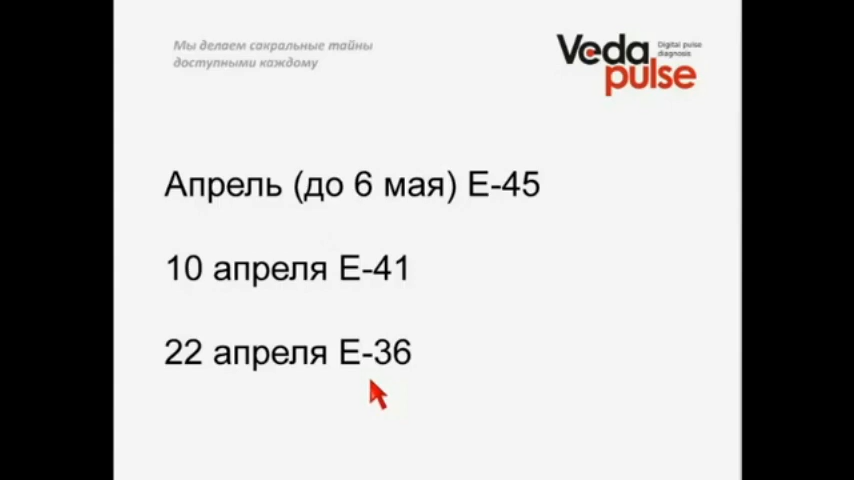 Мы делаем сакральные тайны
доступными каждому
Veda
pulse
Digital pulse
diagnosis
Апрель (до 6 мая) Е-45
10 апреля Е-41
22 апреля Е-36